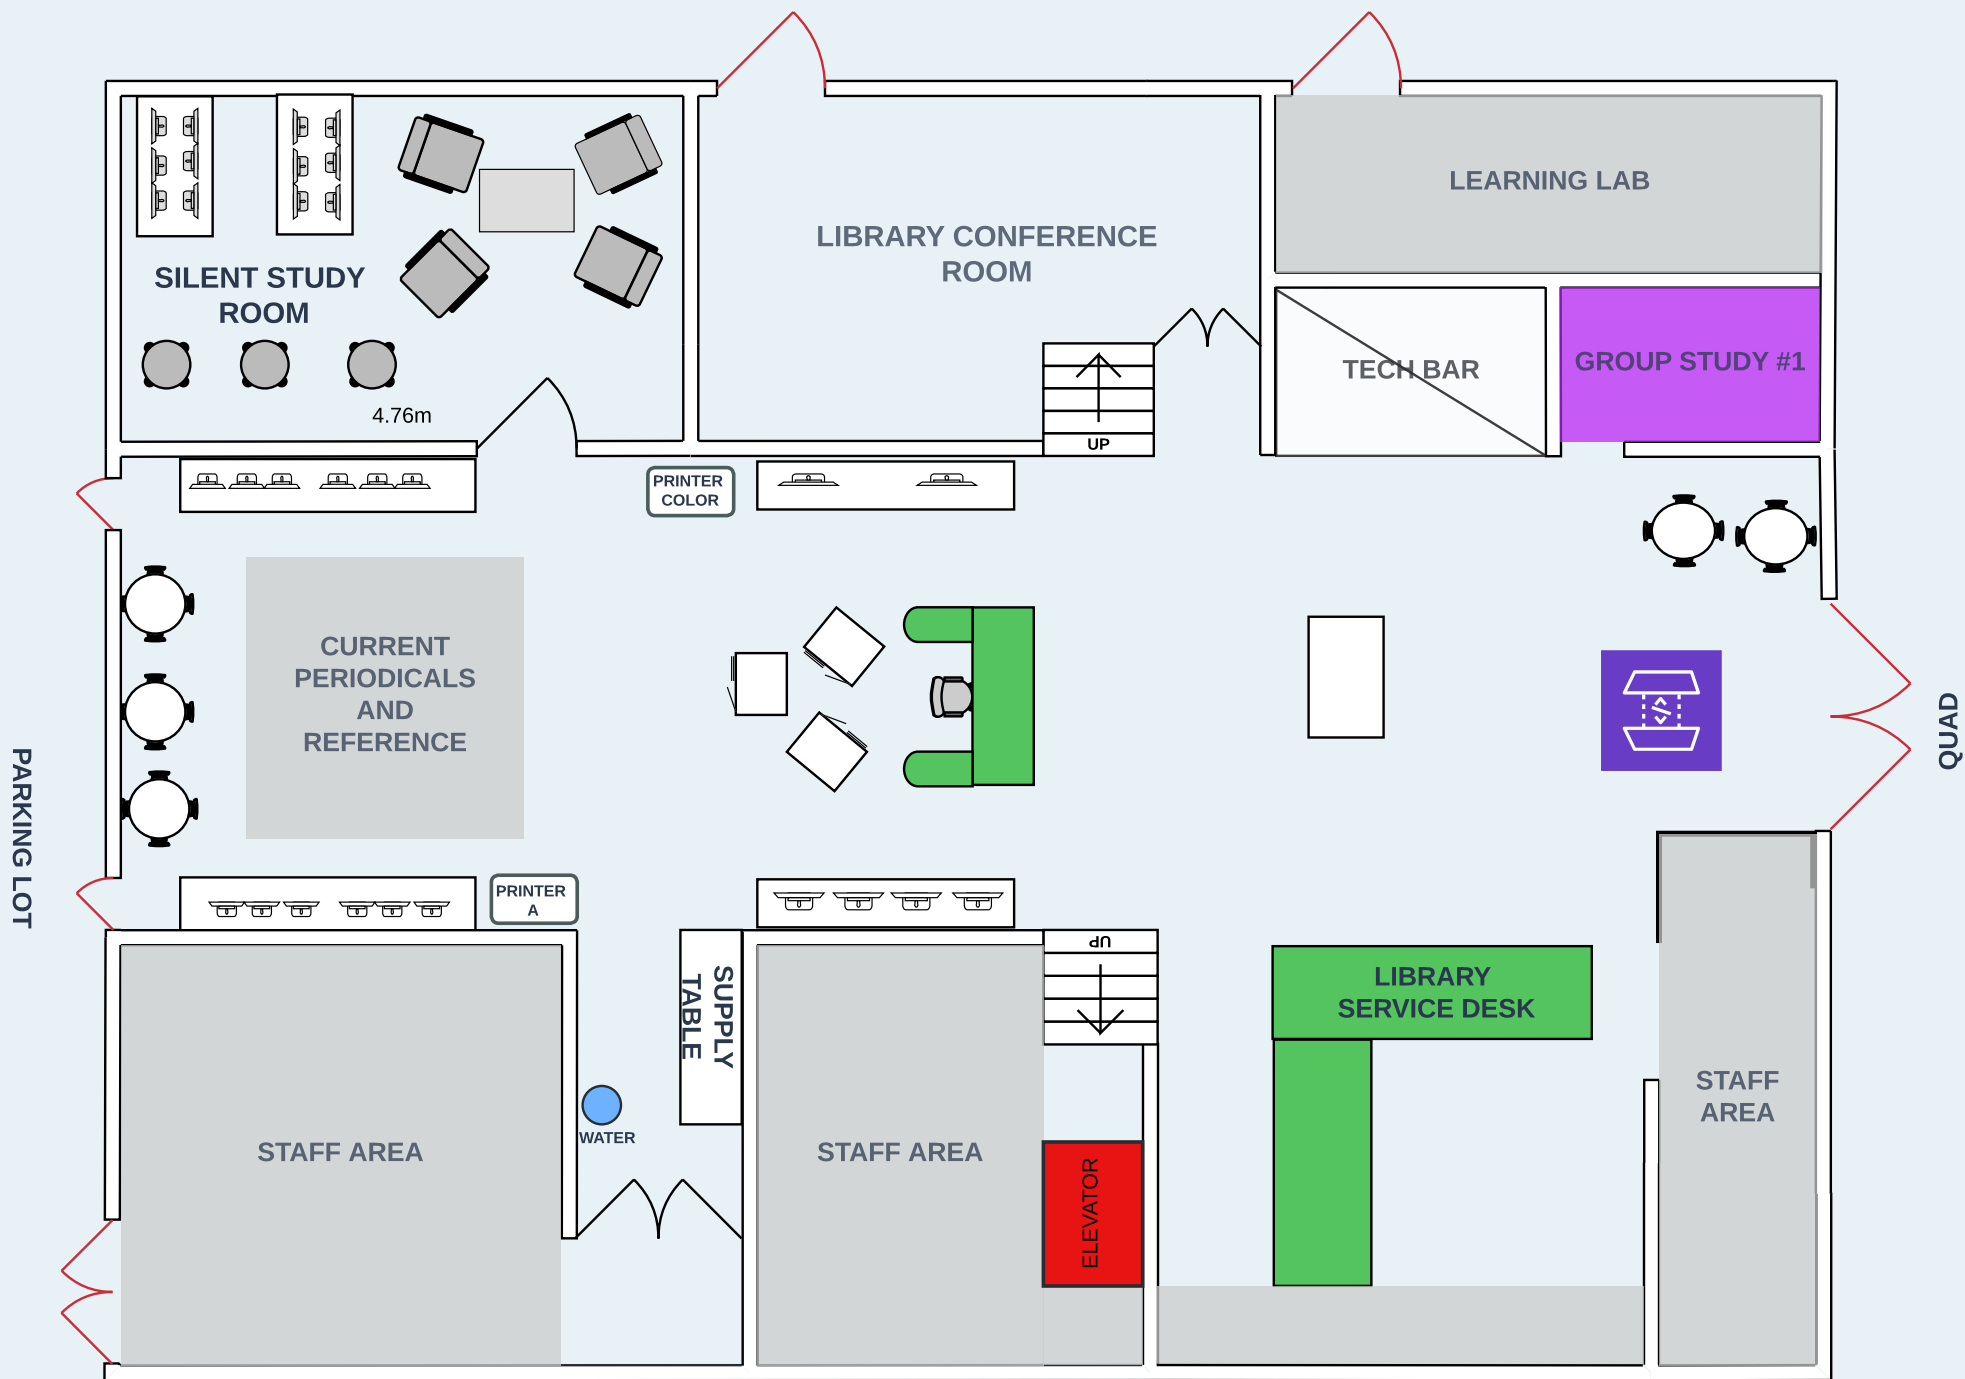 LEARNING LAB
LIBRARY CONFERENCE
ROOM
SILENT STUDY
ROOM
TECH BAR
GROUP STUDY #1
4.76m
UP
PRINTER
COLOR
CURRENT
PERIODICALS
AND
REFERENCE
PARKING LOT
QUAD
PRINTER
A
UP
SUPPLY
TABLE
LIBRARY
SERVICE DESK
STAFF
AREA
WATER
STAFF AREA
STAFF AREA
ELEVATOR